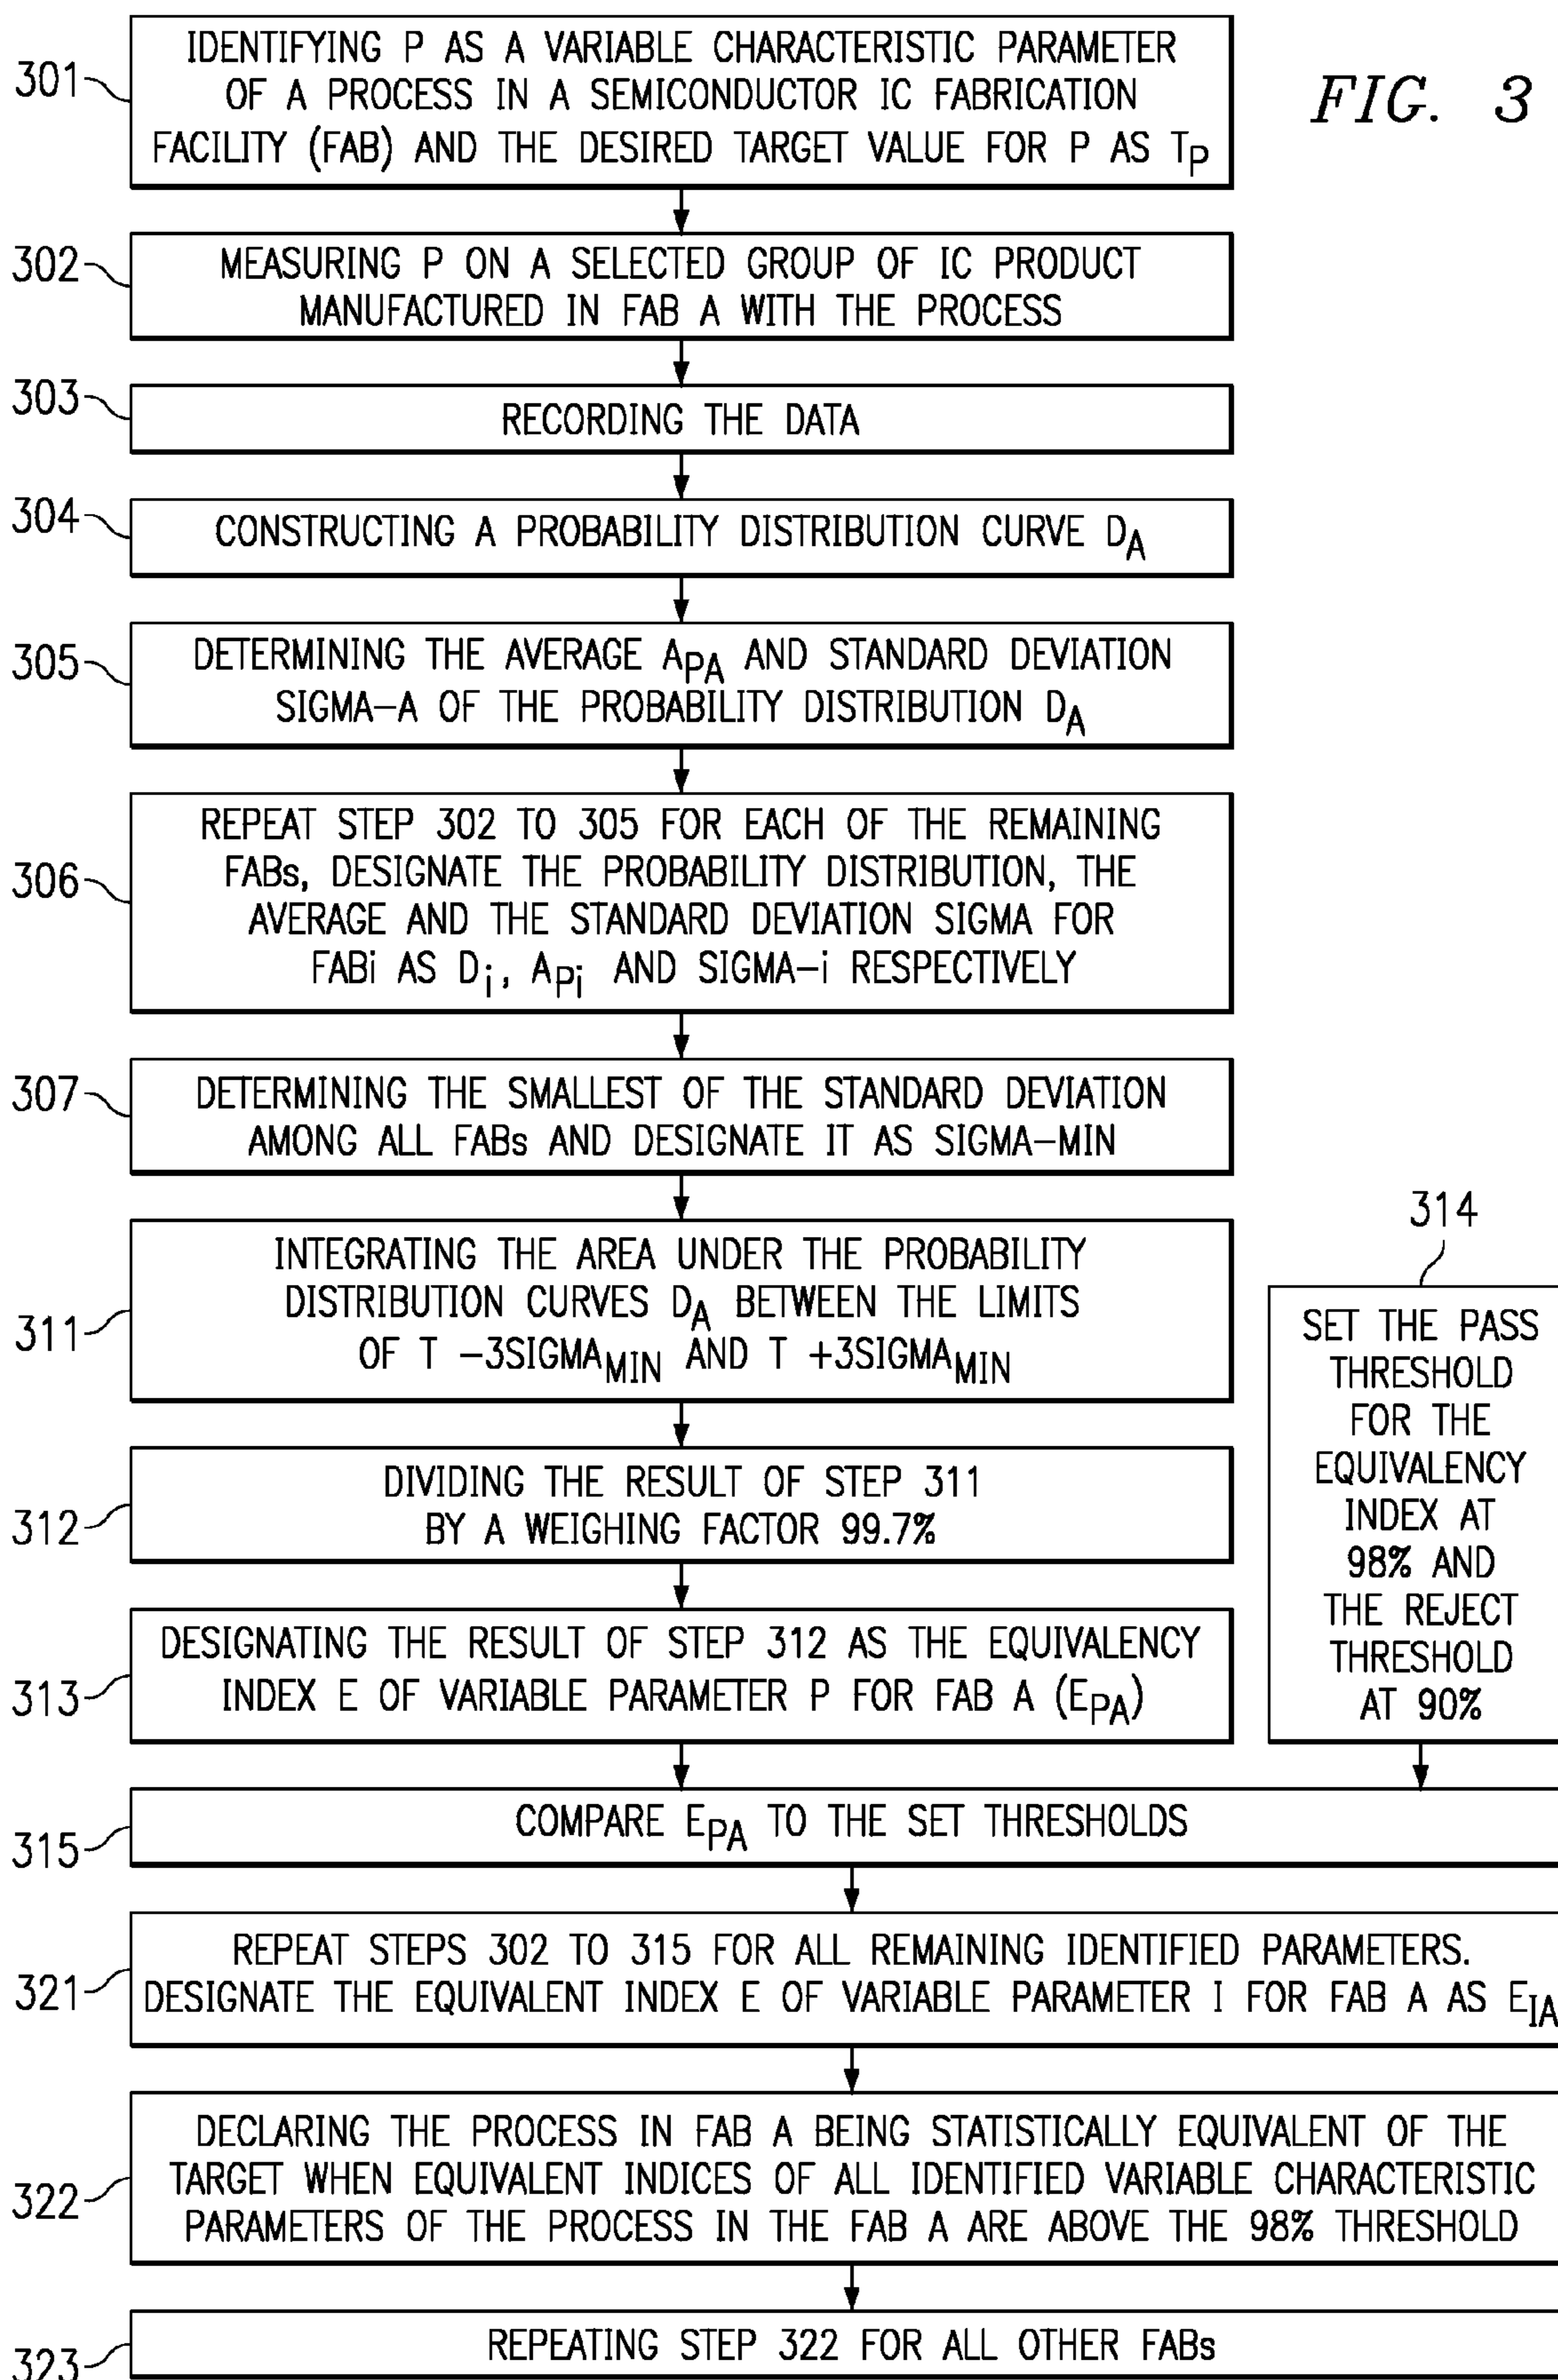 FIG. 3
301
IDENTIFYING P AS A VARIABLE CHARACTERISTIC PARAMETER
OF A PROCESS IN A SEMICONDUCTOR IC FABRICATION
FACILITY (FAB) AND THE DESIRED TARGET VALUE FOR P AS TP
302
MEASURING P ON A SELECTED GROUP OF IC PRODUCT
MANUFACTURED IN FAB A WITH THE PROCESS
303
RECORDING THE DATA
304
CONSTRUCTING A PROBABILITY DISTRIBUTION CURVE DA
305
DETERMINING THE AVERAGE APA AND STANDARD DEVIATION
SIGMA-A OF THE PROBABILITY DISTRIBUTION DA
306
REPEAT STEP 302 TO 305 FOR EACH OF THE REMAINING
FABs, DESIGNATE THE PROBABILITY DISTRIBUTION, THE
AVERAGE AND THE STANDARD DEVIATION SIGMA FOR
FABi AS Di, APi AND SIGMA-i RESPECTIVELY
307
DETERMINING THE SMALLEST OF THE STANDARD DEVIATION
AMONG ALL FABs AND DESIGNATE IT AS SIGMA-MIN
311
INTEGRATING THE AREA UNDER THE PROBABILITY
DISTRIBUTION CURVES DA BETWEEN THE LIMITS
OF T -3SIGMAMIN AND T +3SIGMAMIN
312
DIVIDING THE RESULT OF STEP 311
BY A WEIGHING FACTOR 99.7%
313
DESIGNATING THE RESULT OF STEP 312 AS THE EQUIVALENCY
INDEX E OF VARIABLE PARAMETER P FOR FAB A (EPA)
314
SET THE PASS
THRESHOLD
FOR THE
EQUIVALENCY
INDEX AT
98% AND
THE REJECT
THRESHOLD
AT 90%
315
COMPARE EPA TO THE SET THRESHOLDS
321
REPEAT STEPS 302 TO 315 FOR ALL REMAINING IDENTIFIED PARAMETERS.
DESIGNATE THE EQUIVALENT INDEX E OF VARIABLE PARAMETER I FOR FAB A AS EIA
322
DECLARING THE PROCESS IN FAB A BEING STATISTICALLY EQUIVALENT OF THE
TARGET WHEN EQUIVALENT INDICES OF ALL IDENTIFIED VARIABLE CHARACTERISTIC
PARAMETERS OF THE PROCESS IN THE FAB A ARE ABOVE THE 98% THRESHOLD
323
REPEATING STEP 322 FOR ALL OTHER FABs